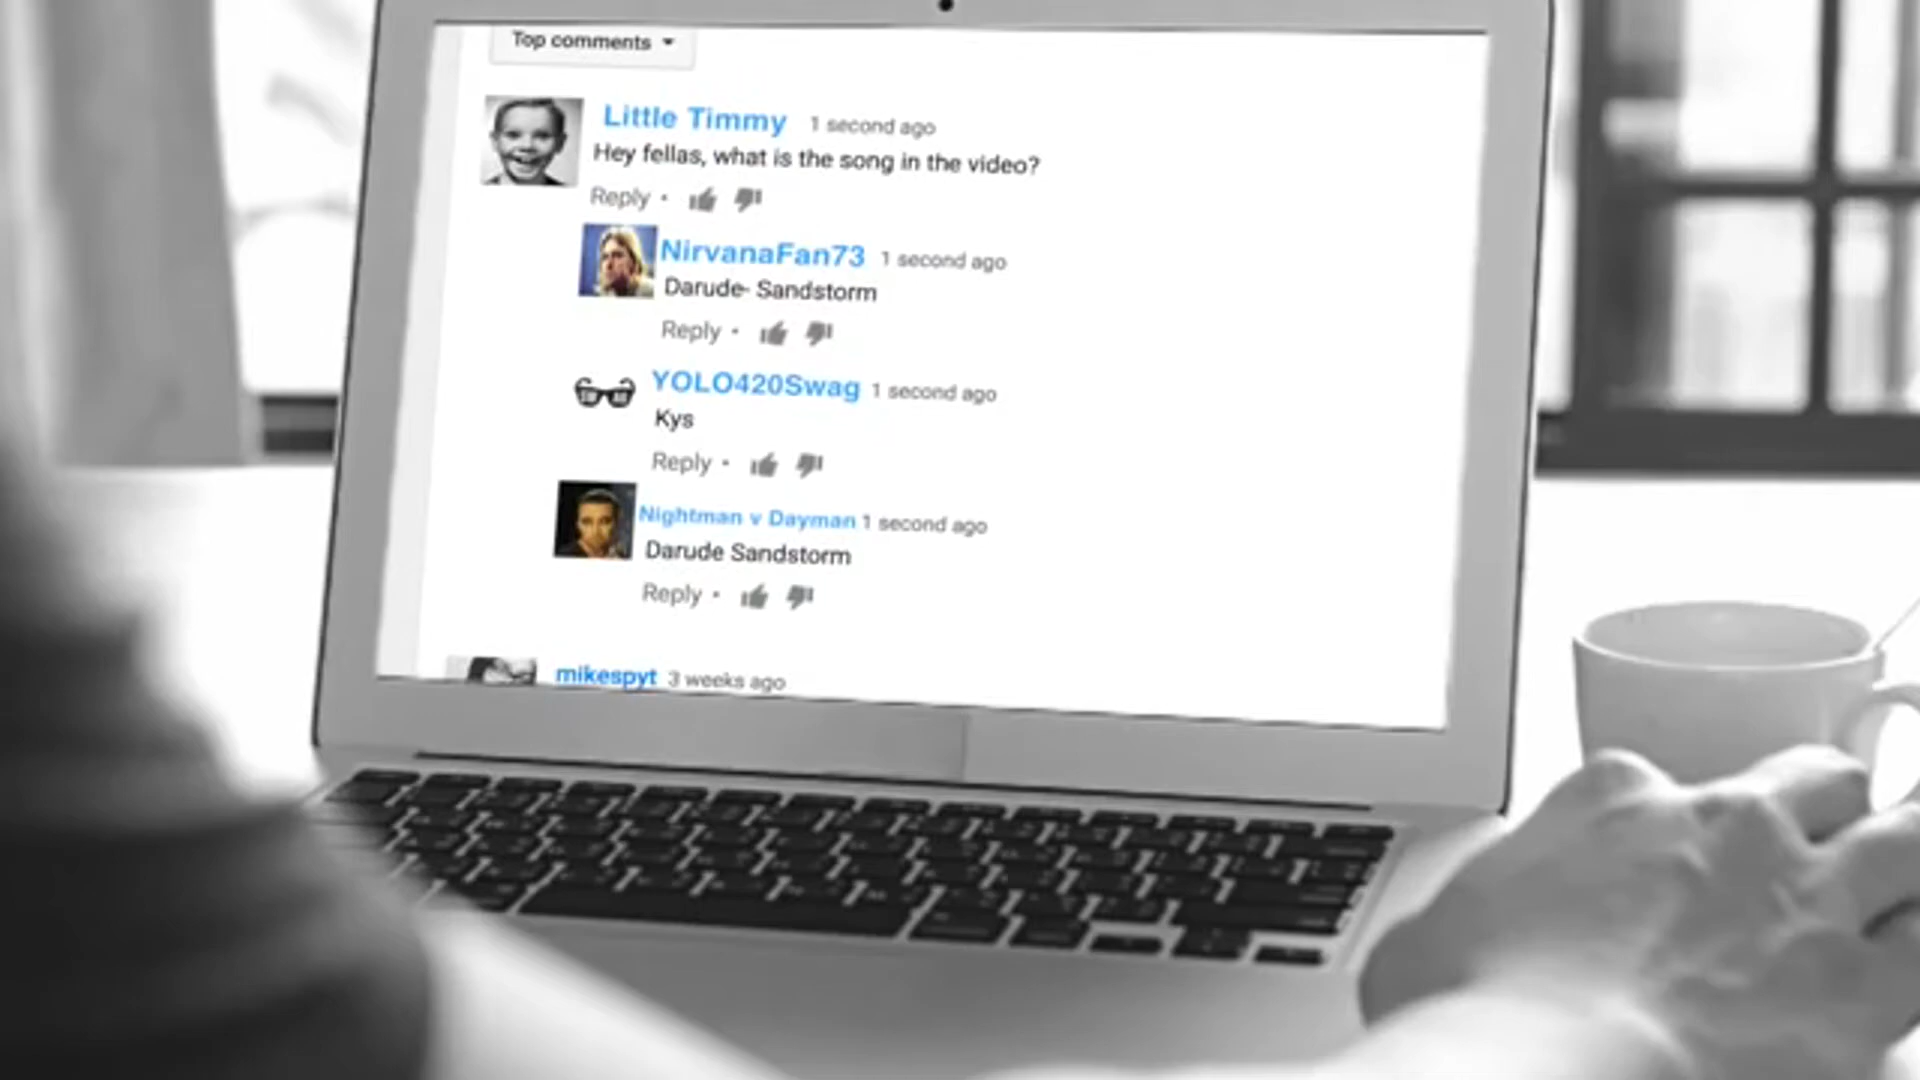 Top comments
Little Timmy 1 second ago
Hey fellas, what is the song in the video?
Reply •
NirvanaFan73 1 second ago
Darude- Sandstorm
Reply •
YOLO420Swag 1 second ago
Kys
Reply •
Nightman v Dayman 1 second ago
Darude Sandstorm
Reply •
mikespyt 3 weeks ago